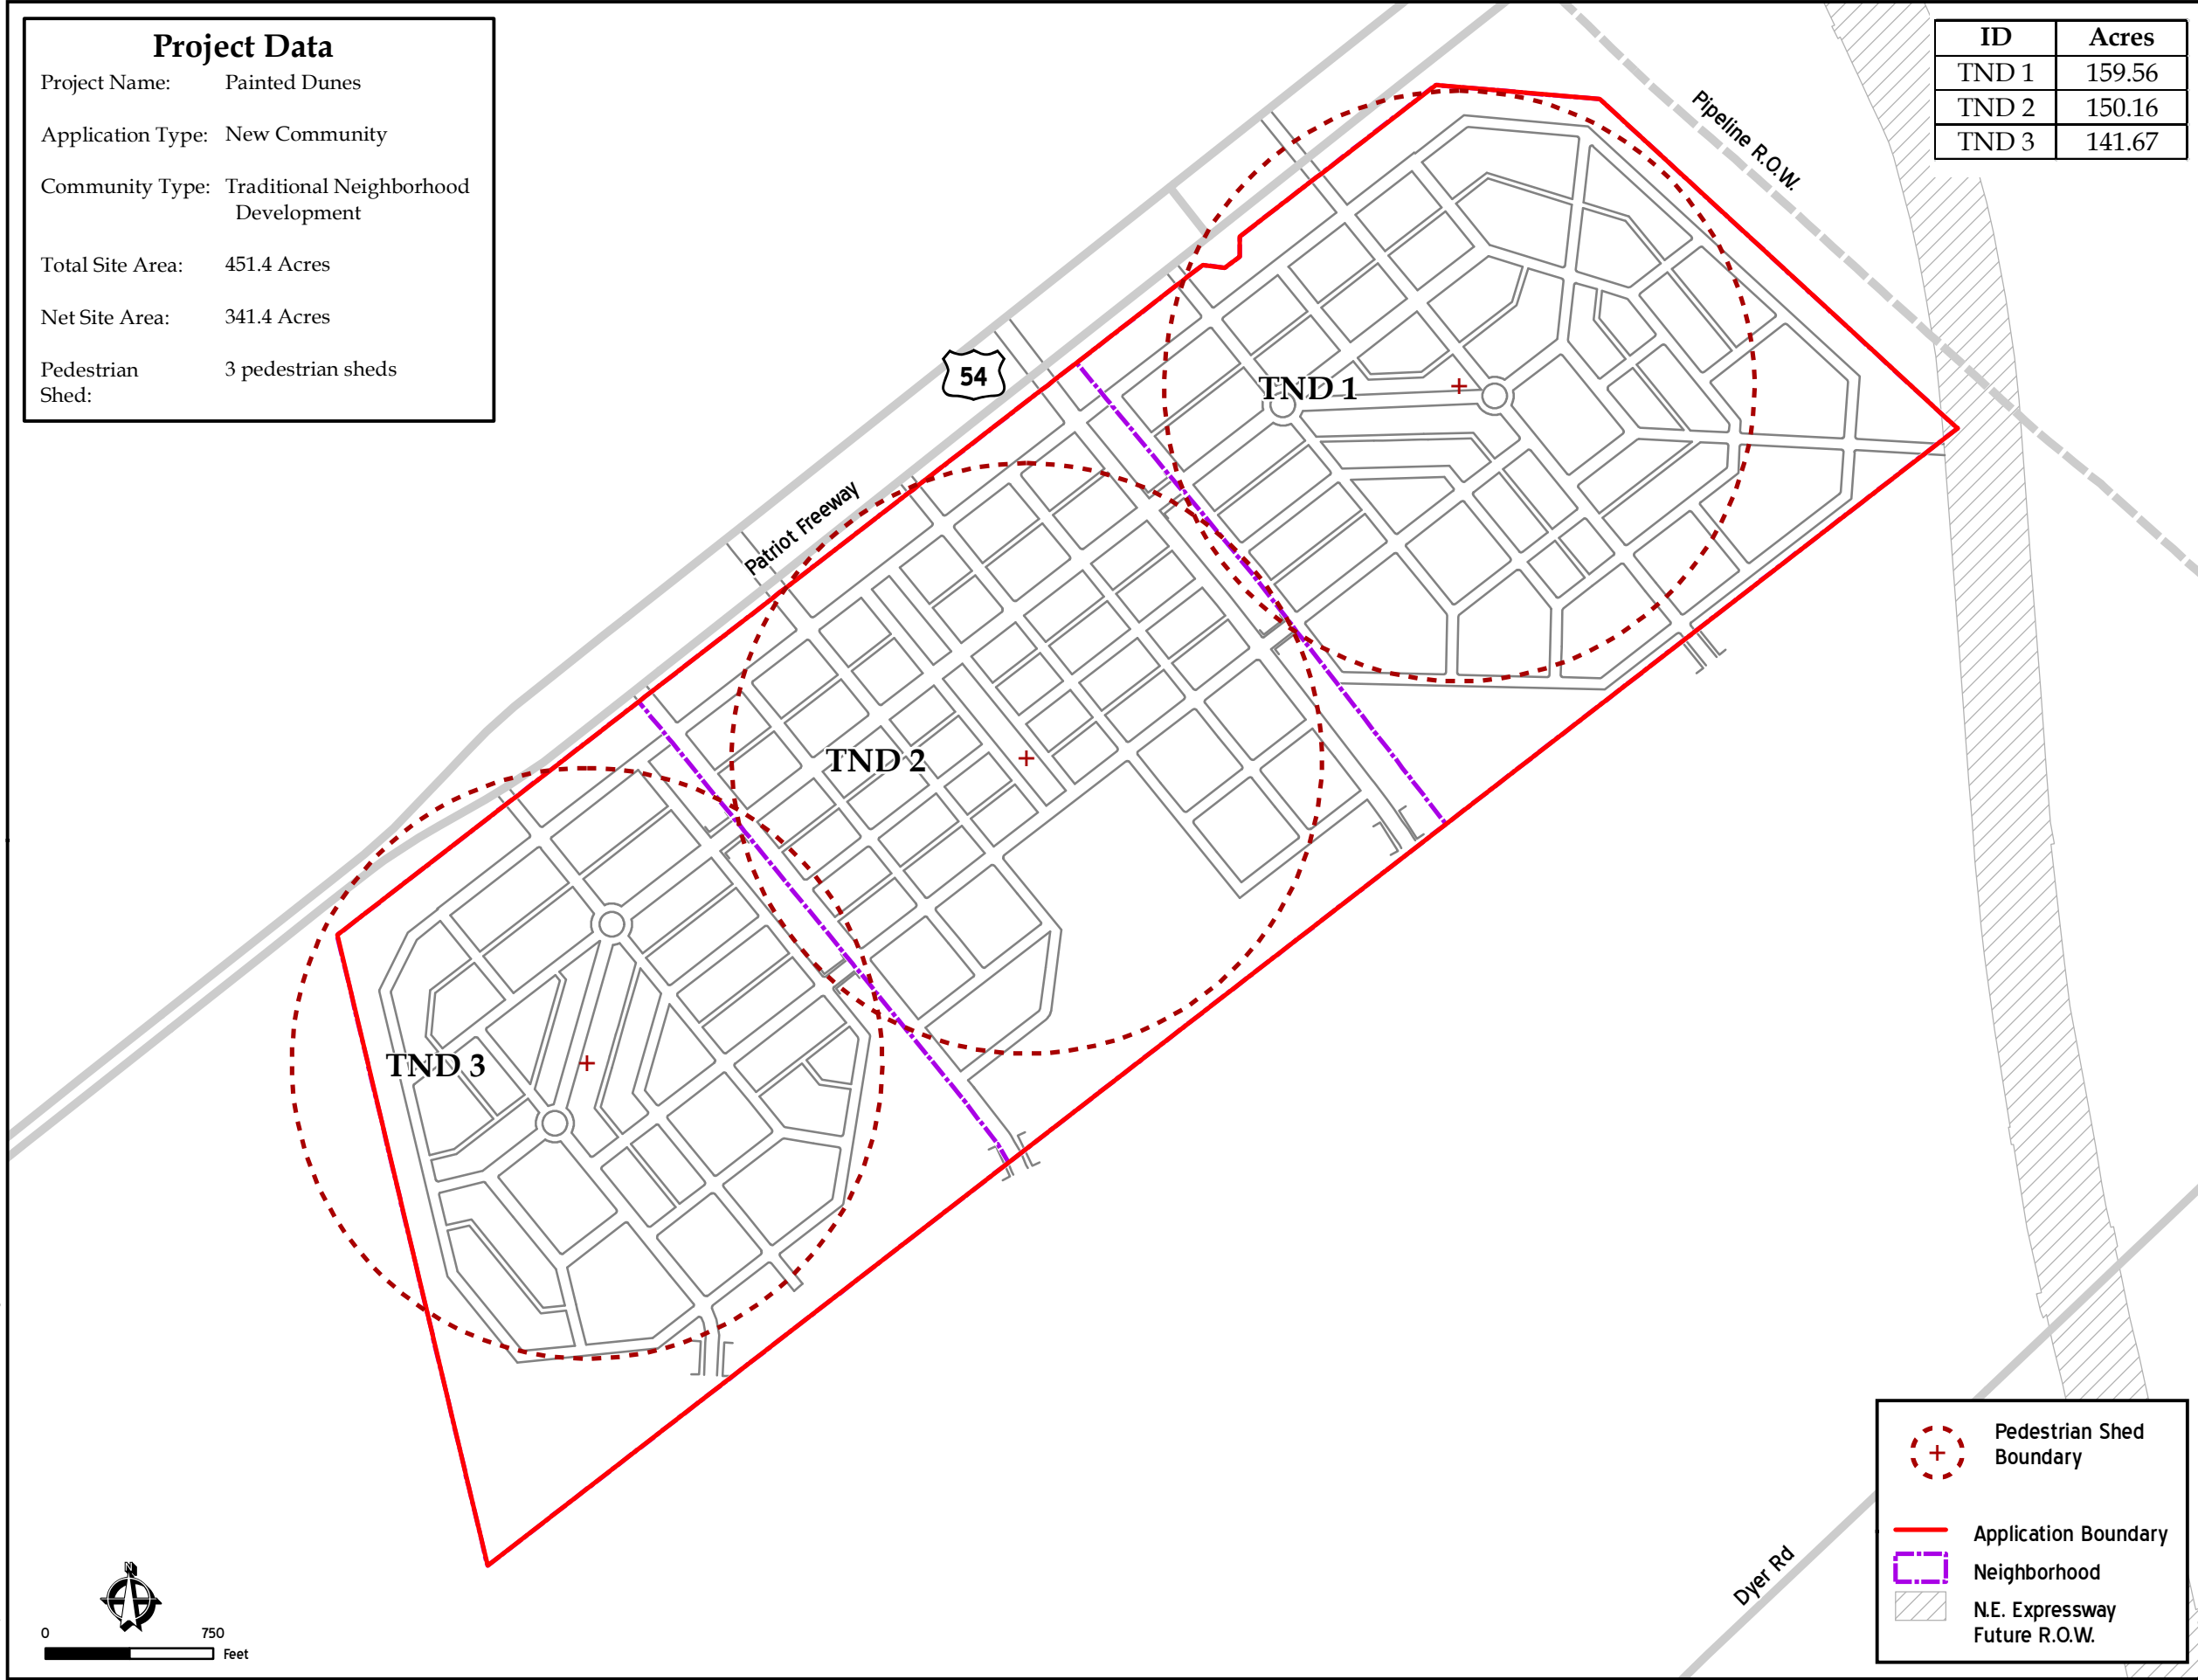 Project Data
Project Name: Painted Dunes
Application Type: New Community
Community Type: Traditional Neighborhood
Development
Total Site Area: 451.4 Acres
Net Site Area: 341.4 Acres
Pedestrian 3 pedestrian sheds
Shed:
ID Acres
TND 1 159.56
TND 2 150.16
TND 3 141.67
Pipeline R.O.W.
54
TND 1
Patriot Freeway
TND 2
TND 3
Dyer Rd
N
0 750
Feet
Pedestrian Shed
Boundary
Application Boundary
Neighborhood
N.E. Expressway
Future R.O.W.